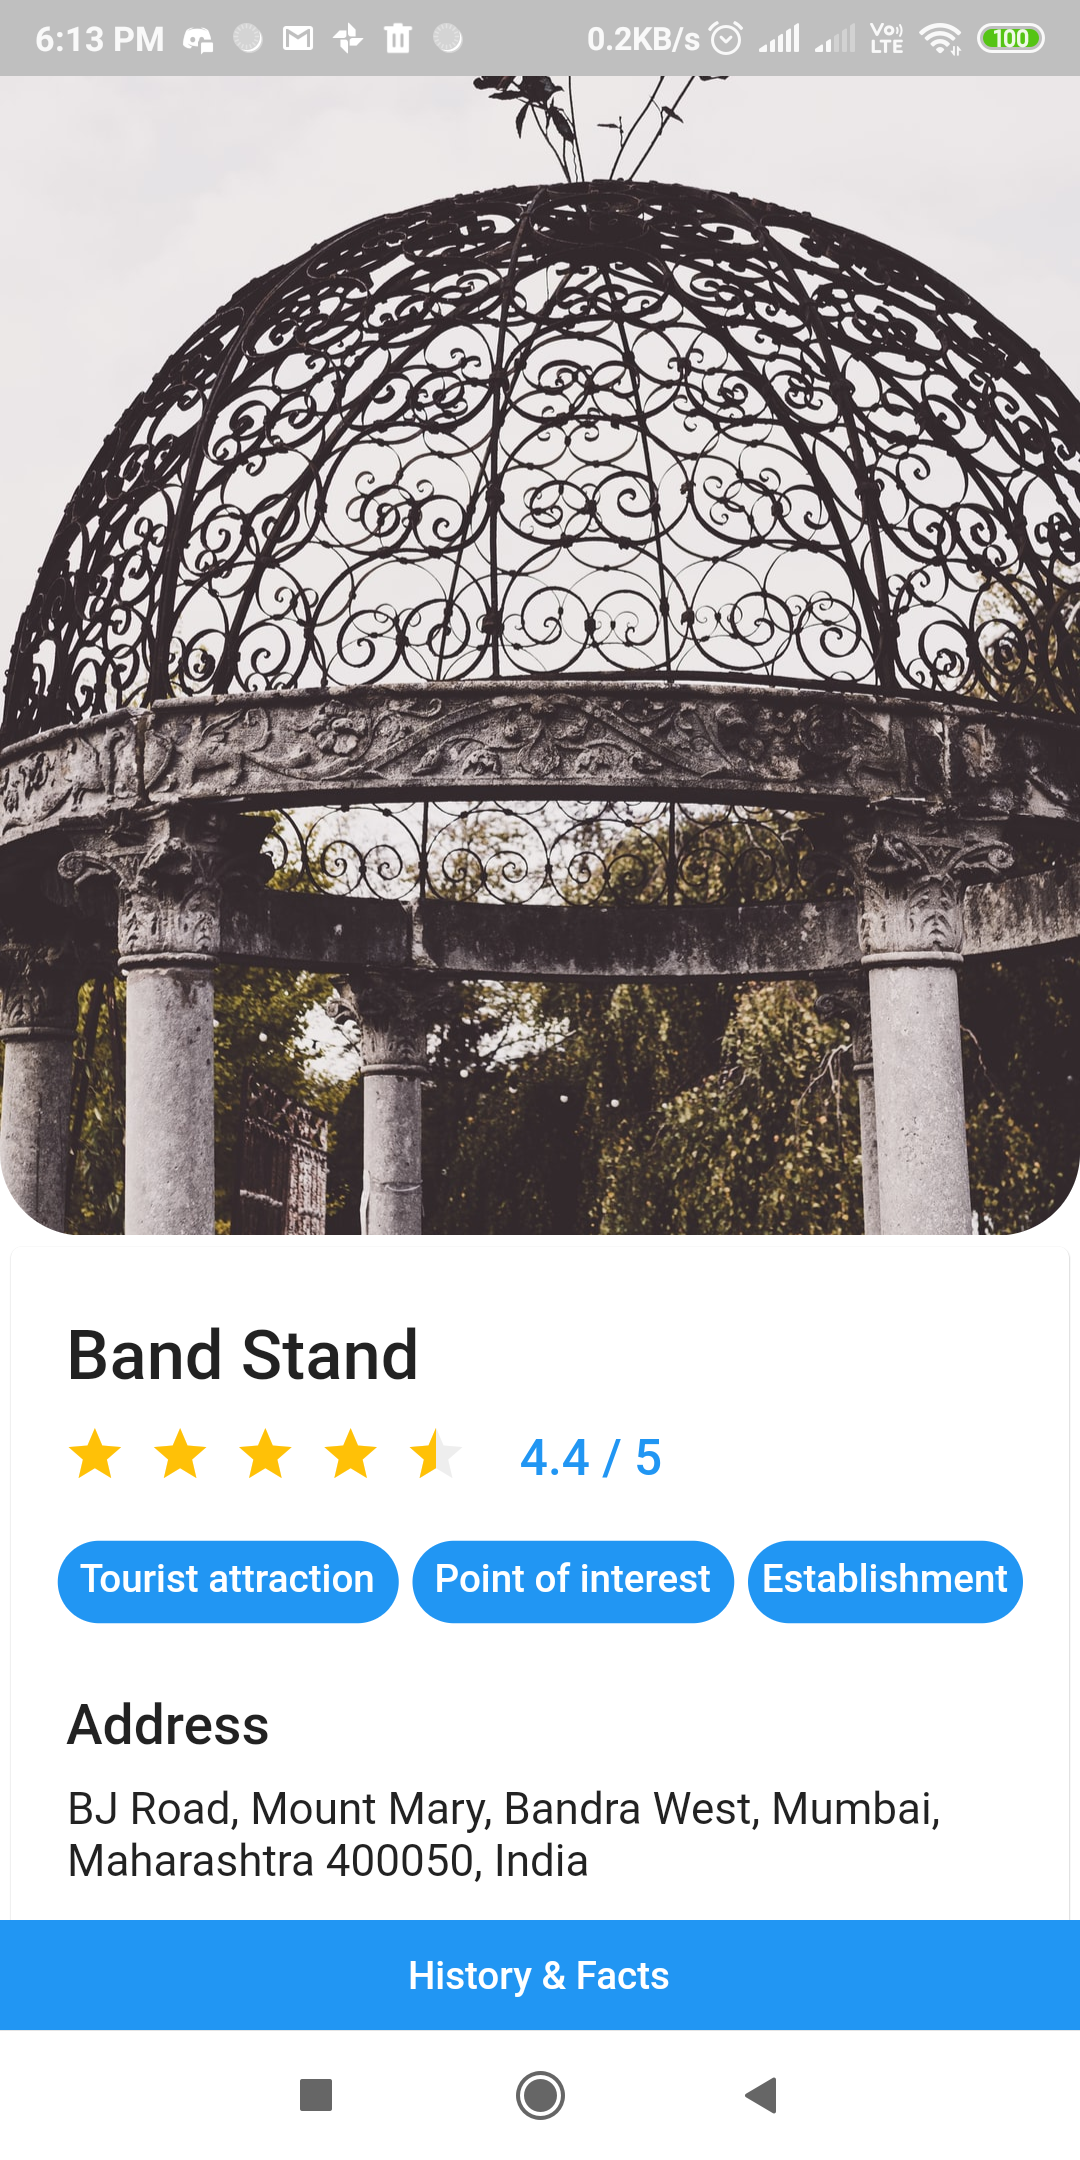 6:13 PM 0.2KB/s Vo) LTE 100
Band Stand
4.4 / 5
Tourist attraction Point of interest Establishment
Address
BJ Road, Mount Mary, Bandra West, Mumbai,
Maharashtra 400050, India
History & Facts